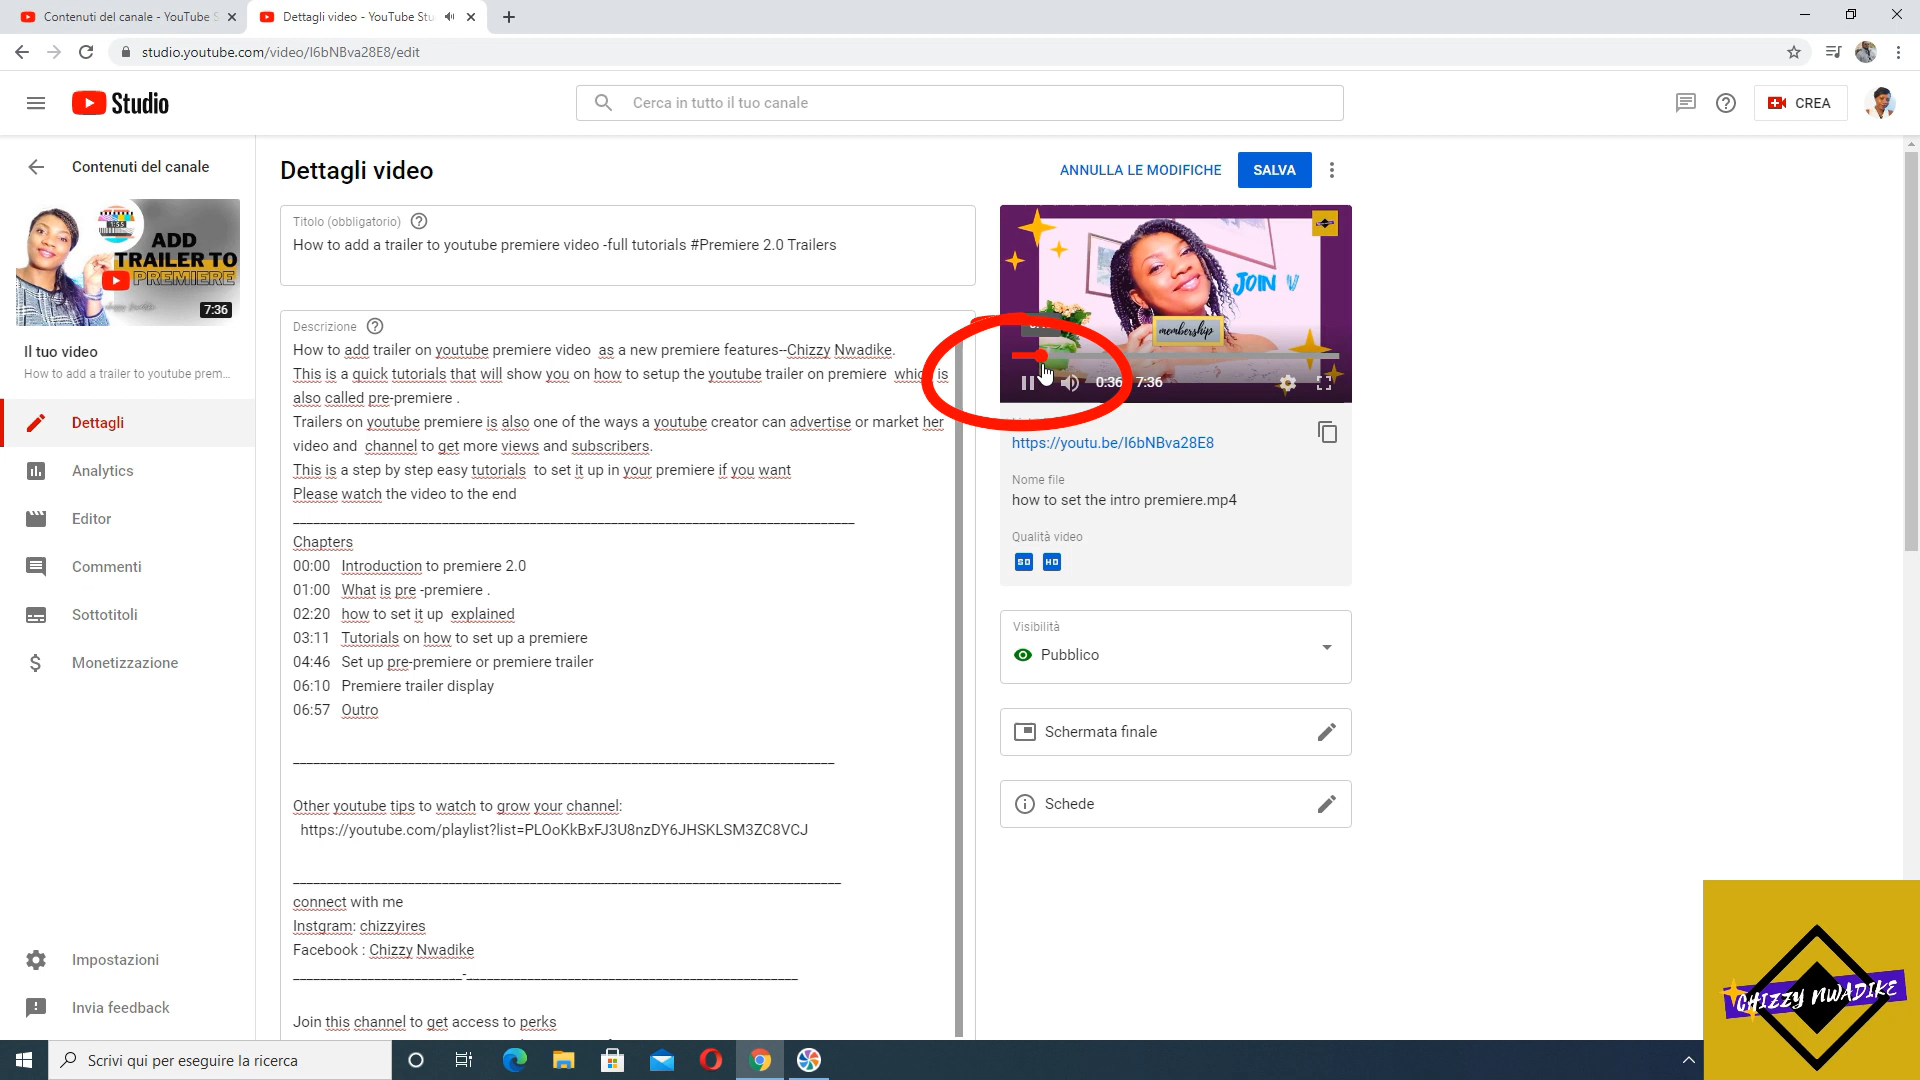 Contenuti del canale - YouTube S
Dettagli video - YouTube Stu
studio.youtube.com/video/I6bNBva28E8/edit
Studio
Cerca in tutto il tuo canale
CREA
Contenuti del canale
Dettagli video
ANNULLA LE MODIFICHE
SALVA
1:55
ADD
TRAILER TO
PREMIERE
7:36
Titolo (obbligatorio)
How to add a trailer to youtube premiere video -full tutorials #Premiere 2.0 Trailers
JOIN
membership
0:36
7:36
Il tuo video
How to add a trailer to youtube prem...
Descrizione
How to add trailer on youtube premiere video  as a new premiere features--Chizzy Nwadike.
This is a quick tutorials that will show you on how to setup the youtube trailer on premiere  which is
also called pre-premiere .
Trailers on youtube premiere is also one of the ways a youtube creator can advertise or market her
video and  channel to get more views and subscribers.
This is a step by step easy tutorials  to set it up in your premiere if you want
Please watch the video to the end
Chapters
00:00 Introduction to premiere 2.0
01:00 What is pre -premiere .
02:20 how to set it up  explained
03:11 Tutorials on how to set up a premiere
04:46 Set up pre-premiere or premiere trailer
06:10 Premiere trailer display
06:57 Outro
Other youtube tips to watch to grow your channel:
https://youtube.com/playlist?list=PLOoKkBxFJ3U8nzDY6JHSKLSM3ZC8VCJ
connect with me
Instgram: chizzyires
Facebook : Chizzy Nwadike
Join this channel to get access to perks
https://youtu.be/I6bNBva28E8
Nome file
how to set the intro premiere.mp4
Qualità video
SD HD
Visibilità
Pubblico
Schermata finale
Schede
Dettagli
Analytics
Editor
Commenti
Sottotitoli
Monetizzazione
Impostazioni
Invia feedback
CHIZZY NWADIKE
Scrivi qui per eseguire la ricerca